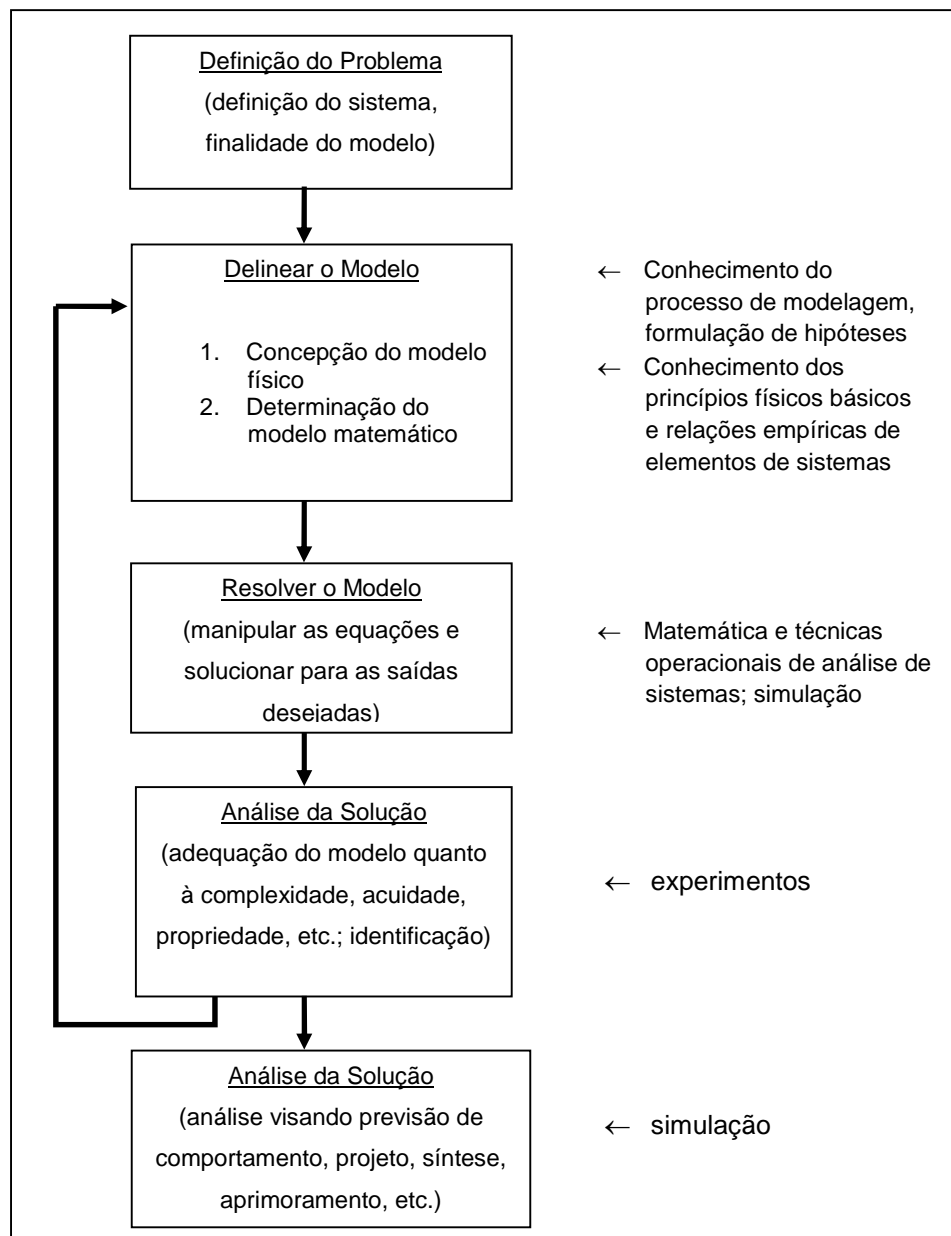 Definição do Problema
(definição do sistema,
finalidade do modelo)
Delinear o Modelo
1. Concepção do modelo
físico
2. Determinação do
modelo matemático
← Conhecimento do
processo de modelagem,
formulação de hipóteses
← Conhecimento dos
princípios físicos básicos
e relações empíricas de
elementos de sistemas
Resolver o Modelo
(manipular as equações e
solucionar para as saídas
desejadas)
← Matemática e técnicas
operacionais de análise de
sistemas; simulação
Análise da Solução
(adequação do modelo quanto
à complexidade, acuidade,
propriedade, etc.; identificação)
← experimentos
Análise da Solução
(análise visando previsão de
comportamento, projeto, síntese,
aprimoramento, etc.)
← simulação